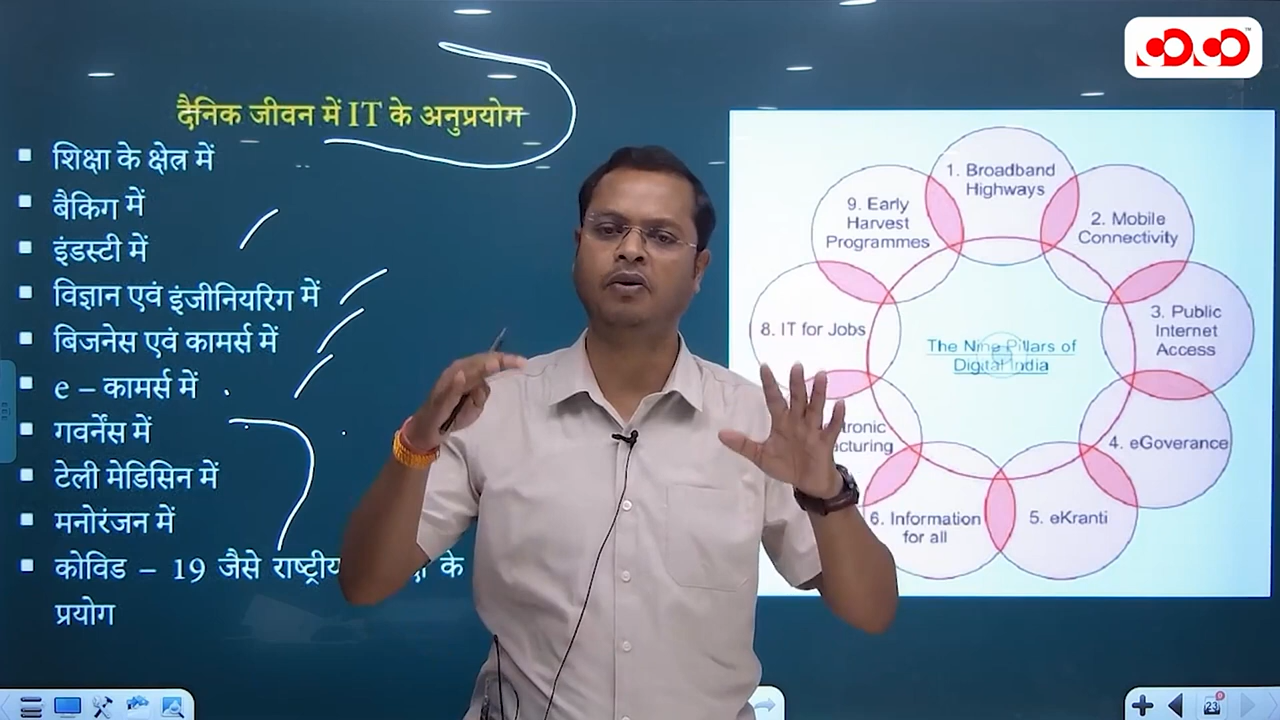 दैनिक जीवन में IT के अनुप्रयोग
शिक्षा के क्षेत्र में
बैकिग में
इंडस्टी में
विज्ञान एवं इंजीनियरिग में
बिजनेस एवं कामर्स में
e – कामर्स में
गवर्नेंस में
टेली मेडिसिन में
मनोरंजन में
कोविड – 19 जैसे राष्ट्रीय के
प्रयोग
1. Broadband
Highways
2. Mobile
Connectivity
3. Public
Internet
Access
4. eGoverance
5. eKranti
6. Information
for all
8. IT for Jobs
9. Early
Harvest
Programmes
The Nine Pillars of
Digital India
23